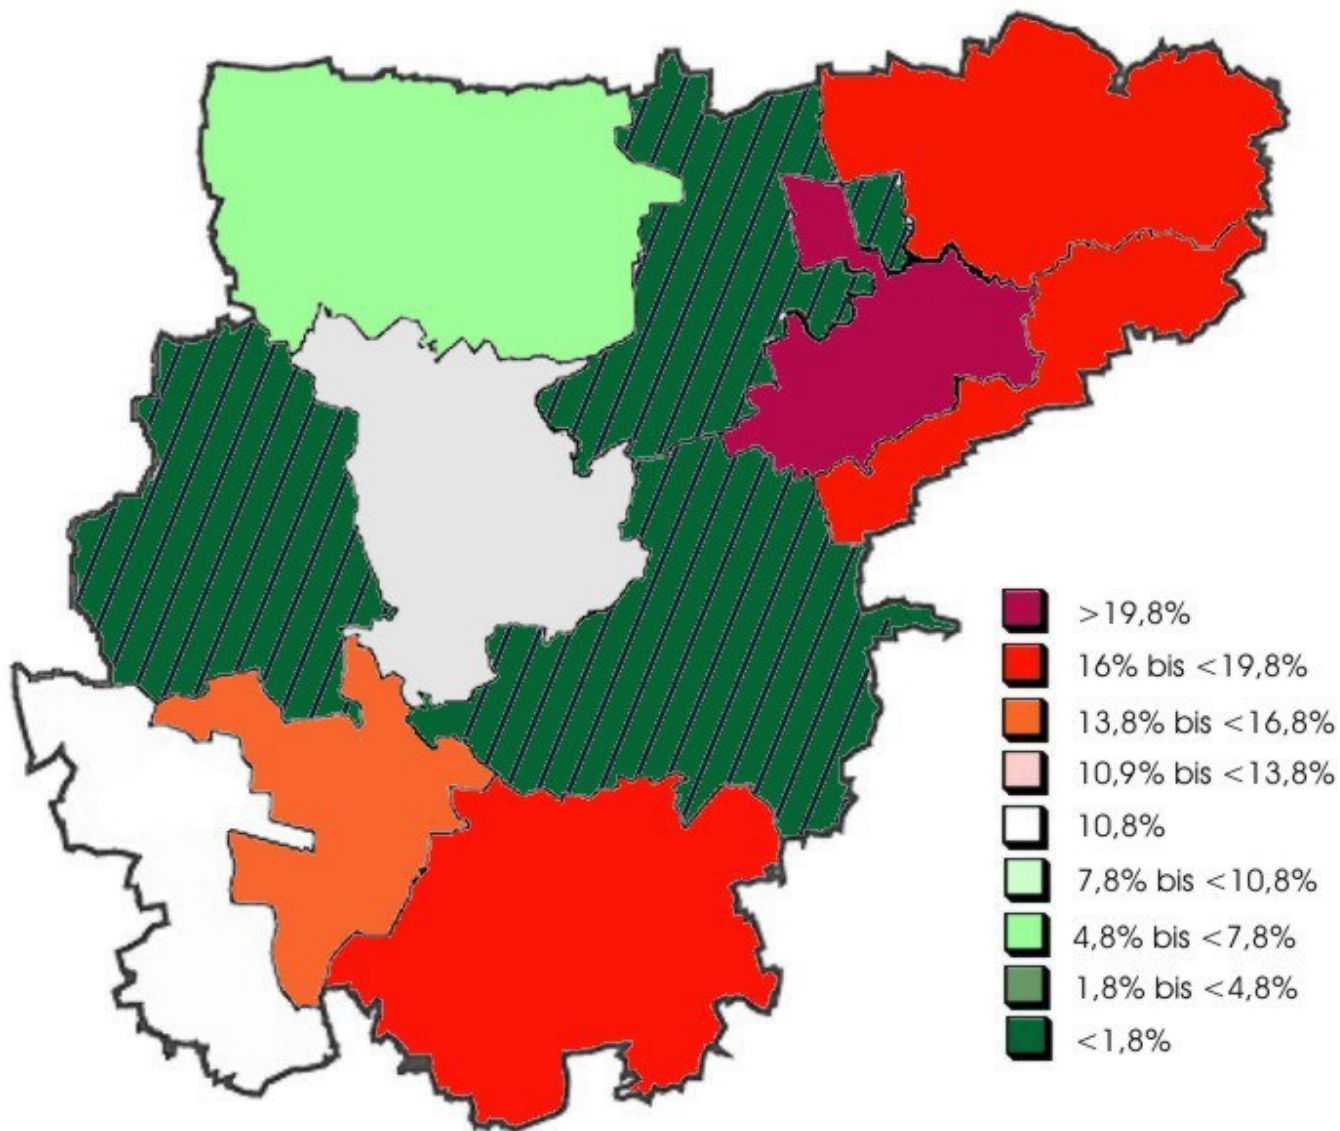 >19,8%
16% bis <19,8%
13,8% bis <16,8%
10,9% bis <13,8%
10,8%
7,8% bis <10,8%
4,8% bis <7,8%
1,8% bis <4,8%
<1,8%